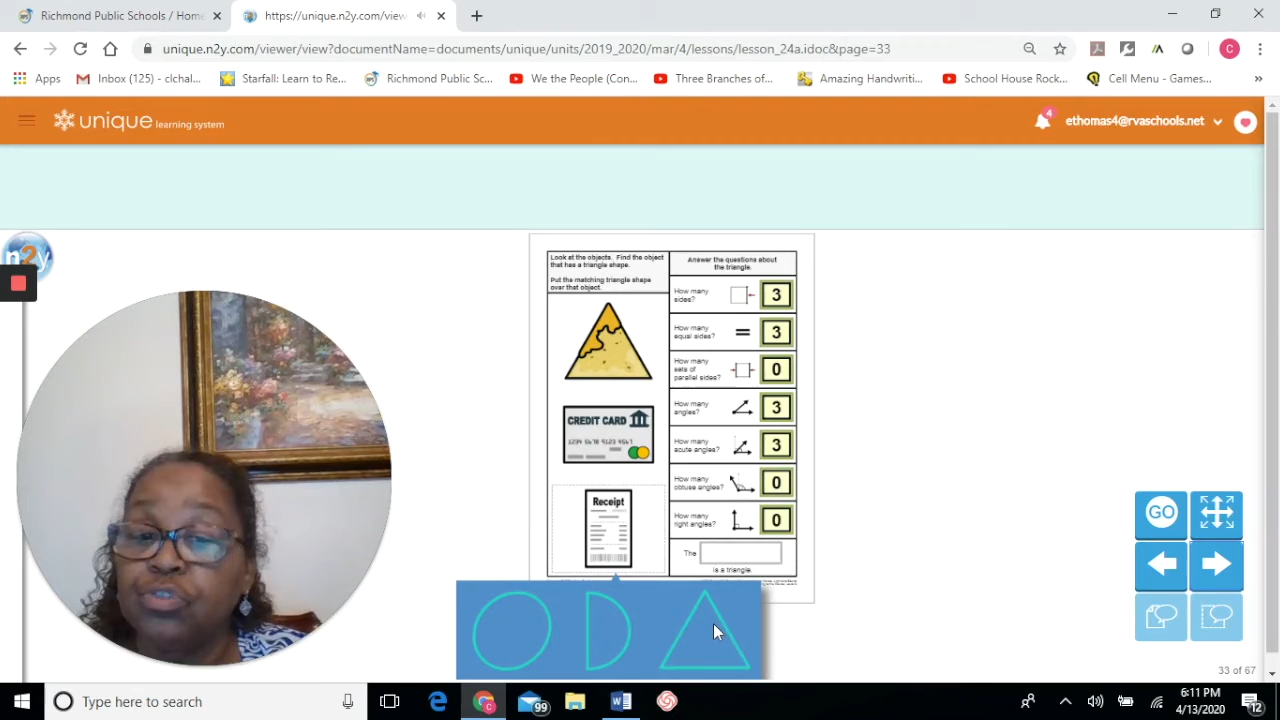 Richmond Public Schools / Home
https://unique.n2y.com/view
unique.n2y.com/viewer/view?documentName=documents/unique/units/2019_2020/mar/4/lessons/lesson_24a.idoc&page=33
C
Apps
Inbox (125) - clchal...
Starfall: Learn to Re...
Richmond Public Sc...
We the People (Con...
Three Branches of...
Amazing Handwriti...
School House Rock...
Cell Menu - Games...
unique learning system
4
ethomas4@rvaschools.net
n2y
Look at the objects. Find the object
that has a triangle shape.
Put the matching triangle shape
over that object.
CREDIT CARD
1234 5678 9123 4567
Receipt
Answer the questions about
the triangle.
How many
sides?
3
How many
equal sides?
3
How many
sets of
parallel sides?
0
How many
angles?
3
How many
acute angles?
3
How many
obtuse angles?
0
How many
right angles?
0
The
is a triangle.
GO
33 of 67
Type here to search
99
6:11 PM
4/13/2020
12